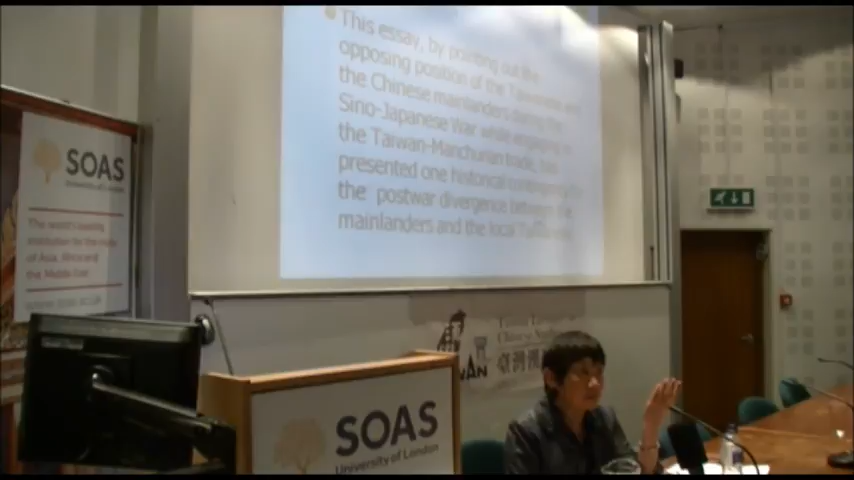 This essay, by pointing out the
opposing position of the Taiwanese and
the Chinese mainlanders during the
Sino-Japanese War while engaging in
the Taiwan-Manchurian trade, has
presented one historical
the postwar divergence between the
mainlanders and the local
SOAS
University of London
The world's leading
institution for the study
of Asia, Africa and
the Middle East
SOAS
University of London